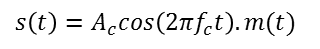 s(t) = A_c cos(2πf_c t).m(t)